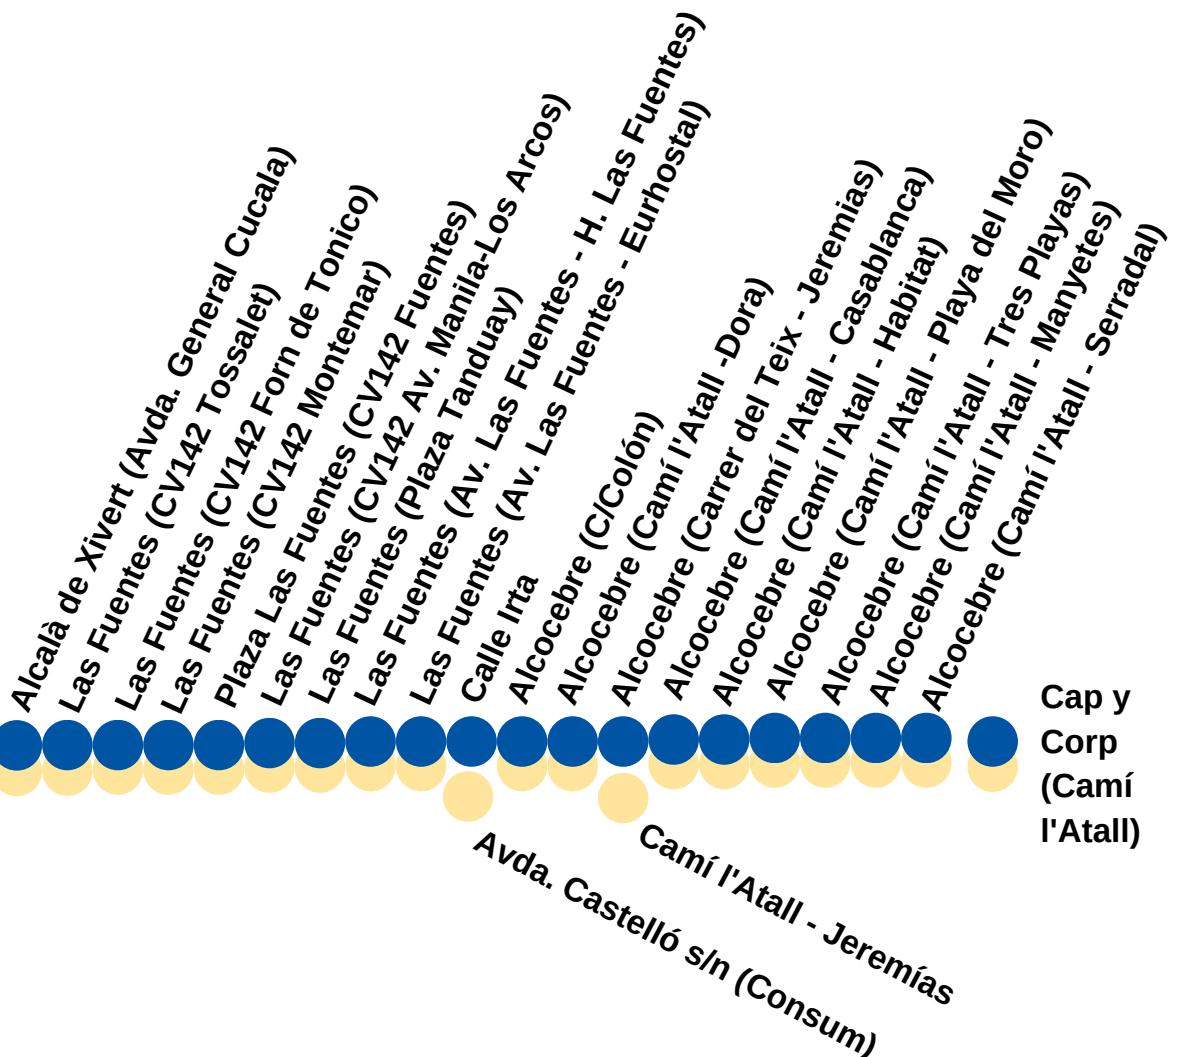 Alcalà de Xivert (Avda. General Cucala)
Las Fuentes (CV142 Tossalet)
Las Fuentes (CV142 Forn de Tonico)
Las Fuentes (CV142 Montemar)
Plaza Las Fuentes (CV142 Fuentes)
Las Fuentes (CV142 Av. Manila-Los Arcos)
Las Fuentes (Plaza Tanduay)
Las Fuentes (Av. Las Fuentes - H. Las Fuentes)
Las Fuentes (Av. Las Fuentes - Eurhostal)
Calle Irta
Alcocebre (C/Colón)
Alcocebre (Camí l'Atall -Dora)
Alcocebre (Carrer del Teix - Jeremias)
Alcocebre (Camí l'Atall - Casablanca)
Alcocebre (Camí l'Atall - Habitat)
Alcocebre (Camí l'Atall - Playa del Moro)
Alcocebre (Camí l'Atall - Tres Playas)
Alcocebre (Camí l'Atall - Manyetes)
Alcocebre (Camí l'Atall - Serradal)
Cap y
Corp
(Camí
l'Atall)
Avda. Castelló s/n (Consum)
Camí l'Atall - Jeremías